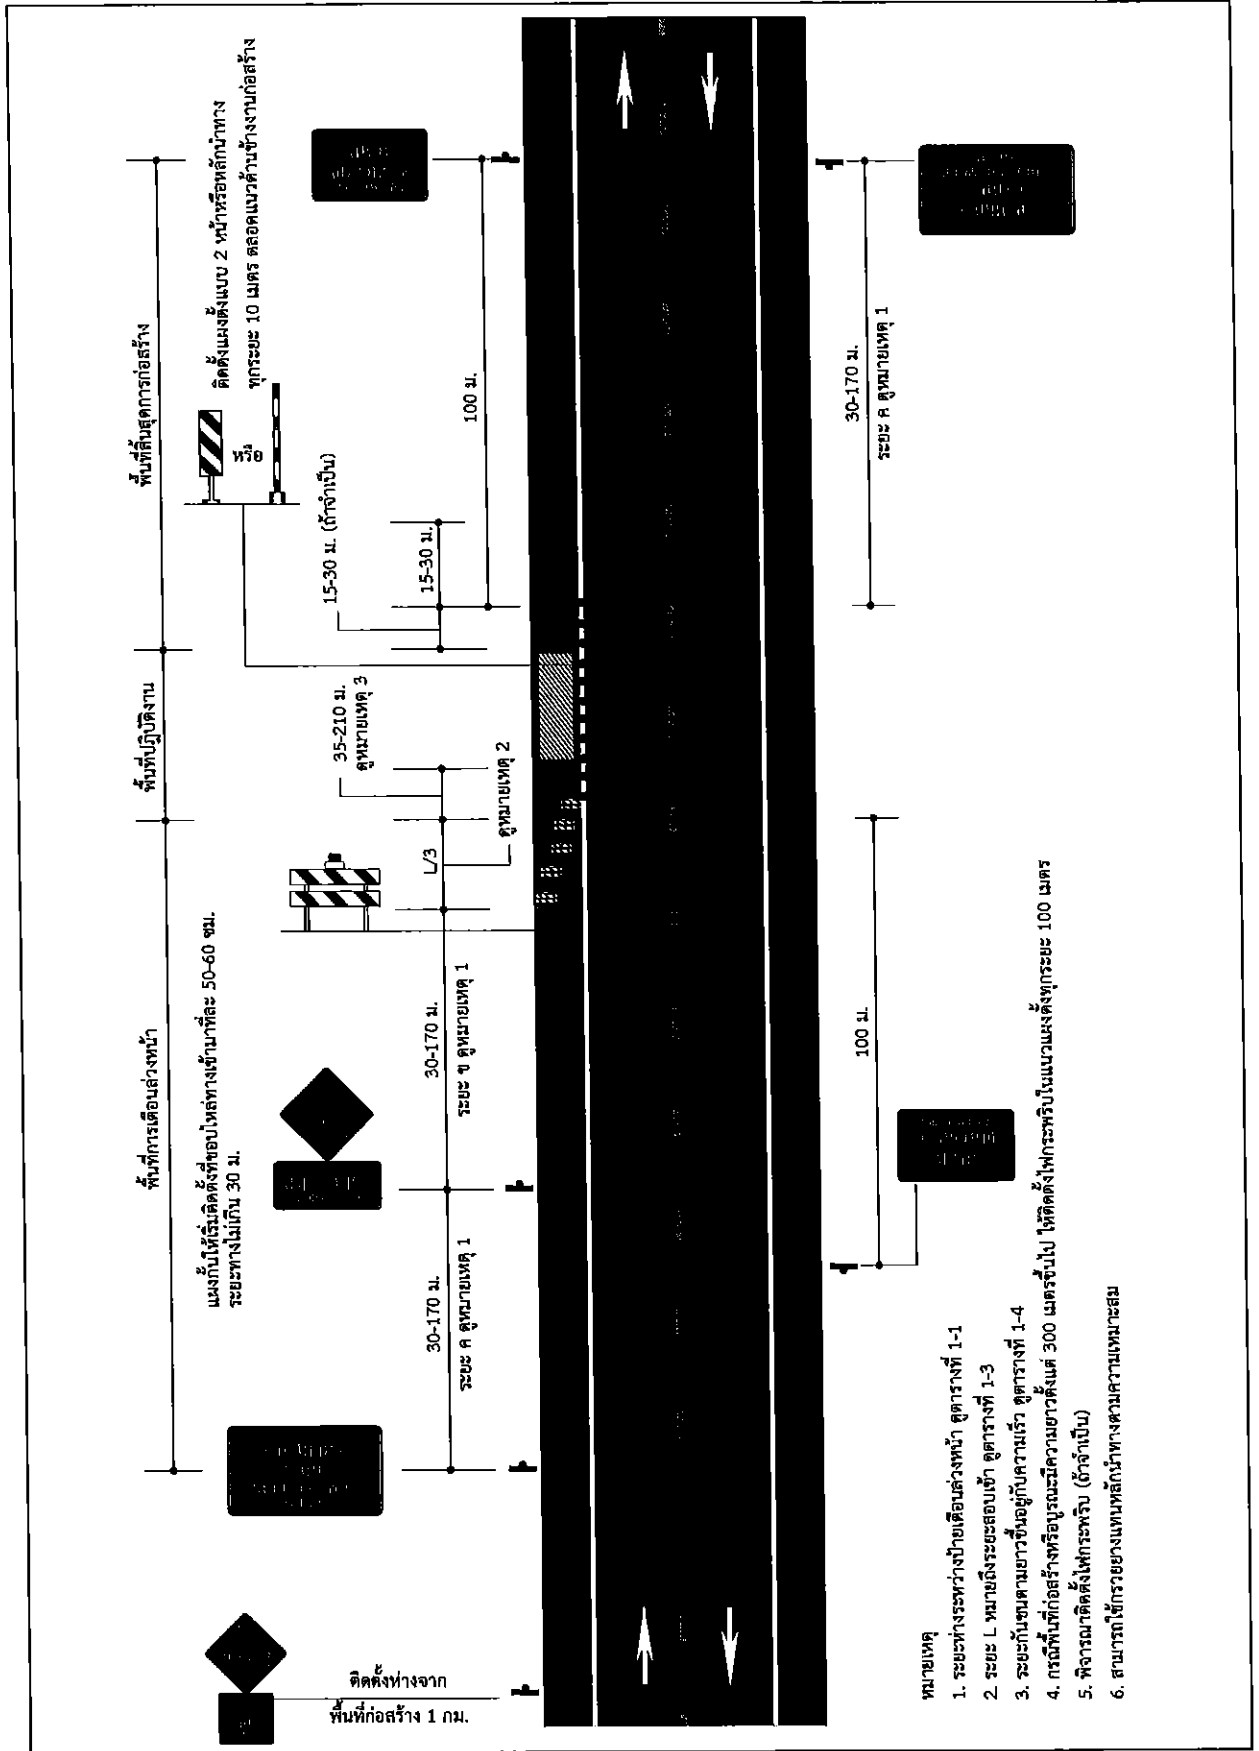 พื้นที่การเตือนล่วงหน้า
พื้นที่ปฏิบัติงาน
พื้นที่สิ้นสุดการก่อสร้าง
แผงกั้นให้เริ่มติดตั้งที่ขอบไหล่ทางเข้ามาทีละ 50-60 ซม.
ระยะทางไม่เกิน 30 ม.
ติดตั้งแผงตั้งแบบ 2 หน้าหรือหลักนำทาง
ทุกระยะ 10 เมตร ตลอดแนวด้านข้างงานก่อสร้าง
หรือ
35-210 ม.
ดูหมายเหตุ 3
15-30 ม. (ถ้าจำเป็น)
15-30 ม.
100 ม.
ติดตั้งห่างจาก
พื้นที่ก่อสร้าง 1 กม.
30-170 ม.
ระยะ ค ดูหมายเหตุ 1
30-170 ม.
ระยะ ข ดูหมายเหตุ 1
L/3
ดูหมายเหตุ 2
100 ม.
30-170 ม.
ระยะ ค ดูหมายเหตุ 1
หมายเหตุ
1. ระยะห่างระหว่างป้ายเตือนล่วงหน้า ดูตารางที่ 1-1
2. ระยะ L หมายถึงระยะสอบเข้า ดูตารางที่ 1-3
3. ระยะกันชนตามยาวขึ้นอยู่กับความเร็ว ดูตารางที่ 1-4
4. กรณีพื้นที่ก่อสร้างหรือบูรณะมีความยาวตั้งแต่ 300 เมตรขึ้นไป ให้ติดตั้งไฟกระพริบในแนวแผงตั้งทุกระยะ 100 เมตร
5. พิจารณาติดตั้งไฟกระพริบ (ถ้าจำเป็น)
6. สามารถใช้กรวยยางแทนหลักนำทางตามความเหมาะสม